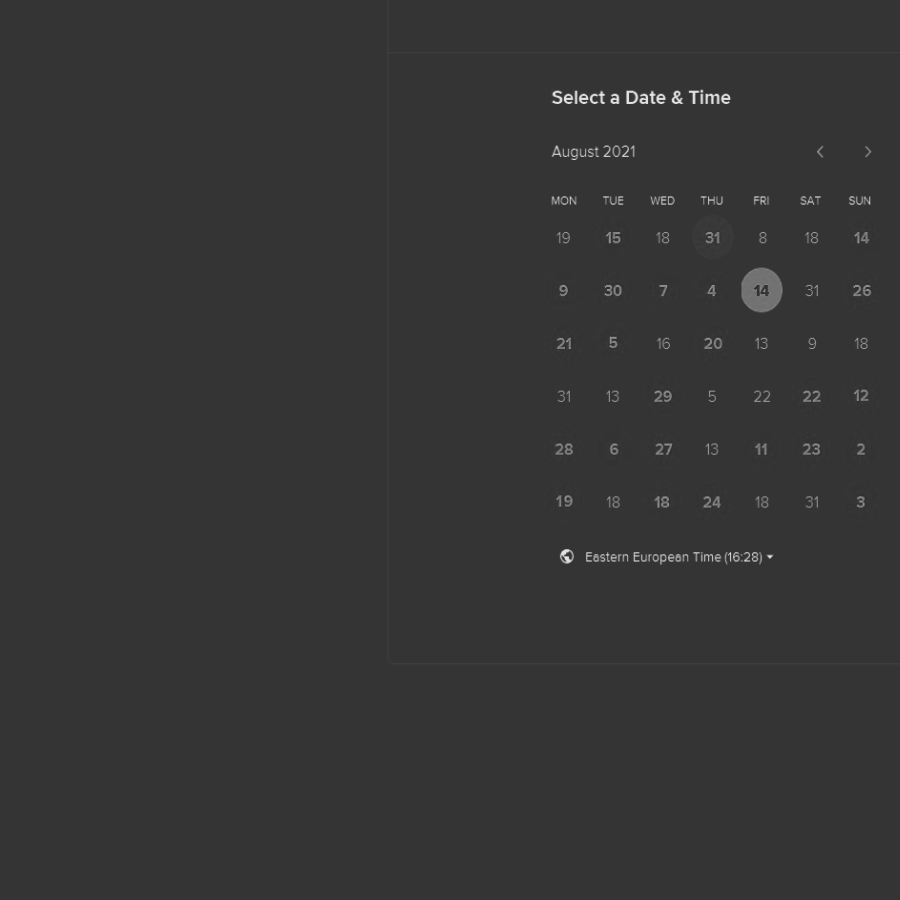 Select a Date & Time
August 2021
MON TUE WED THU FRI SAT SUN
19 15 18 31 8 18 14
9 30 7 4 14 31 26
21 5 16 20 13 9 18
31 13 29 5 22 22 12
28 6 27 13 11 23 2
19 18 18 24 18 31 3
Eastern European Time (16:28)